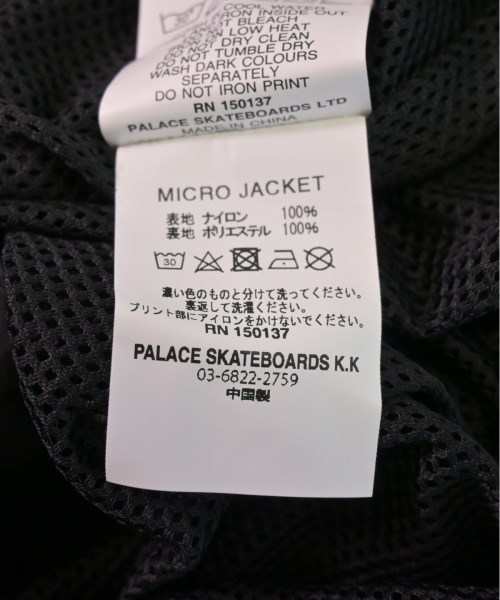 30
COOL WATER
IRON INSIDE OUT
NOT BLEACH
ON LOW HEAT
DO NOT DRY CLEAN
DO NOT TUMBLE DRY
WASH DARK COLOURS
SEPARATELY
DO NOT IRON PRINT
RN 150137
PALACE SKATEBOARDS LTD
MADE IN CHINA
MICRO JACKET
表地 ナイロン 100%
裏地 ポリエステル 100%
30
濃い色のものと分けて洗ってください。
裏返して洗濯ください。
プリント部にアイロンをかけないでください。
RN 150137
PALACE SKATEBOARDS K.K
03-6822-2759
中国製